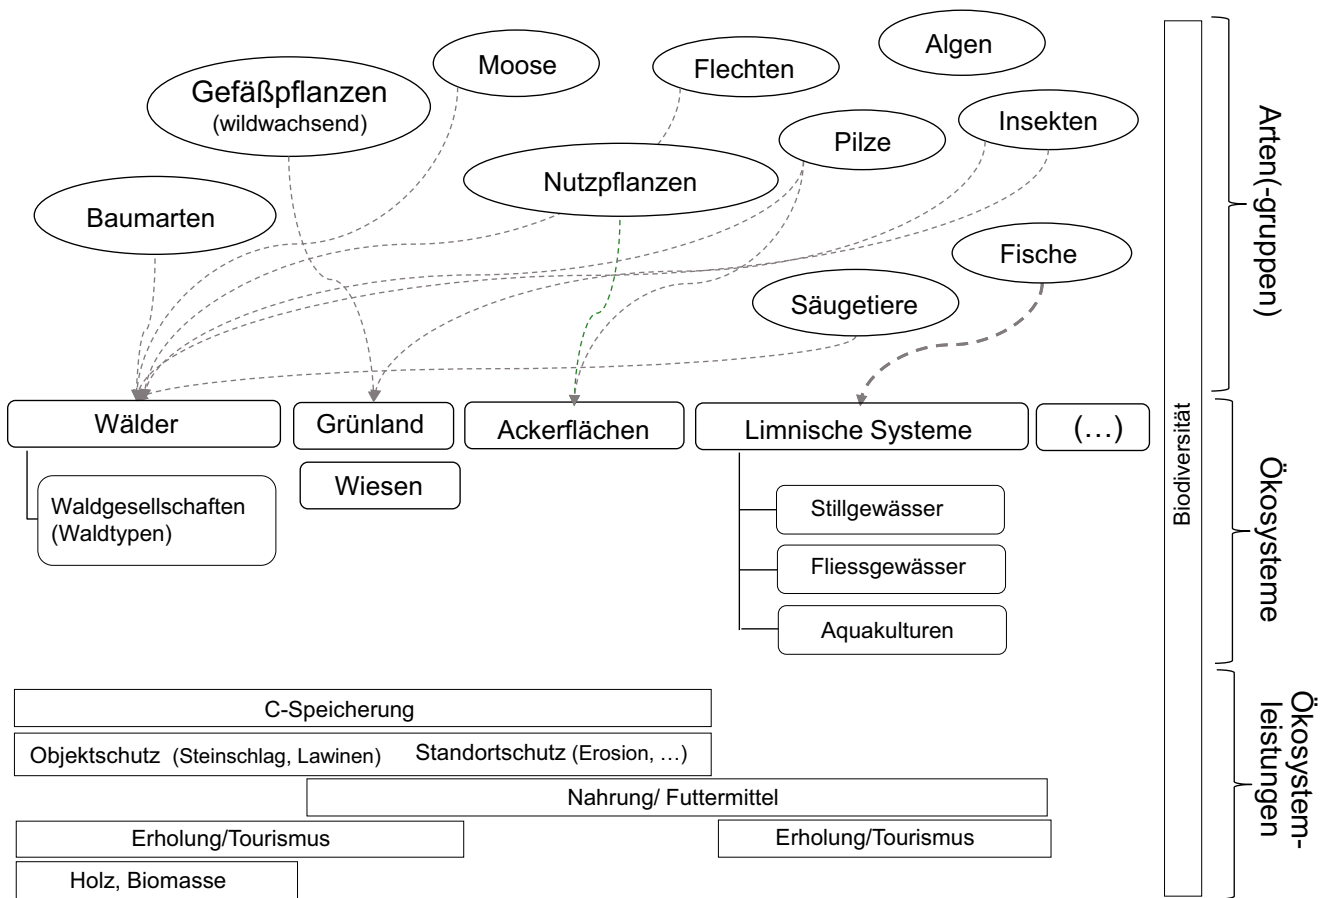 Algen
Moose
Flechten
Gefäßpflanzen
(wildwachsend)
Insekten
Pilze
Nutzpflanzen
Baumarten
Fische
Säugetiere
Arten(-gruppen)
Wälder
Grünland
Ackerflächen
Limnische Systeme
(…)
Wiesen
Waldgesellschaften
(Waldtypen)
Stillgewässer
Fliessgewässer
Aquakulturen
Biodiversität
Ökosysteme
C-Speicherung
Objektschutz (Steinschlag, Lawinen) Standortschutz (Erosion, …)
Nahrung/ Futtermittel
Erholung/Tourismus
Erholung/Tourismus
Holz, Biomasse
Ökosystem-
leistungen